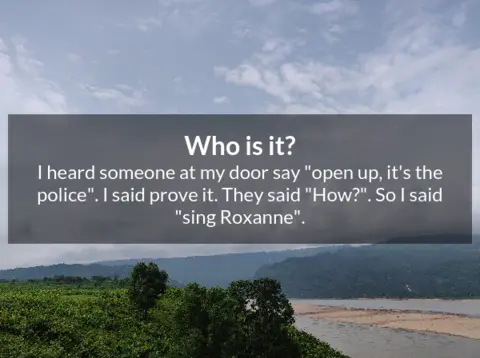 Who is it?
I heard someone at my door say "open up, it's the
police". I said prove it. They said "How?". So I said
"sing Roxanne".